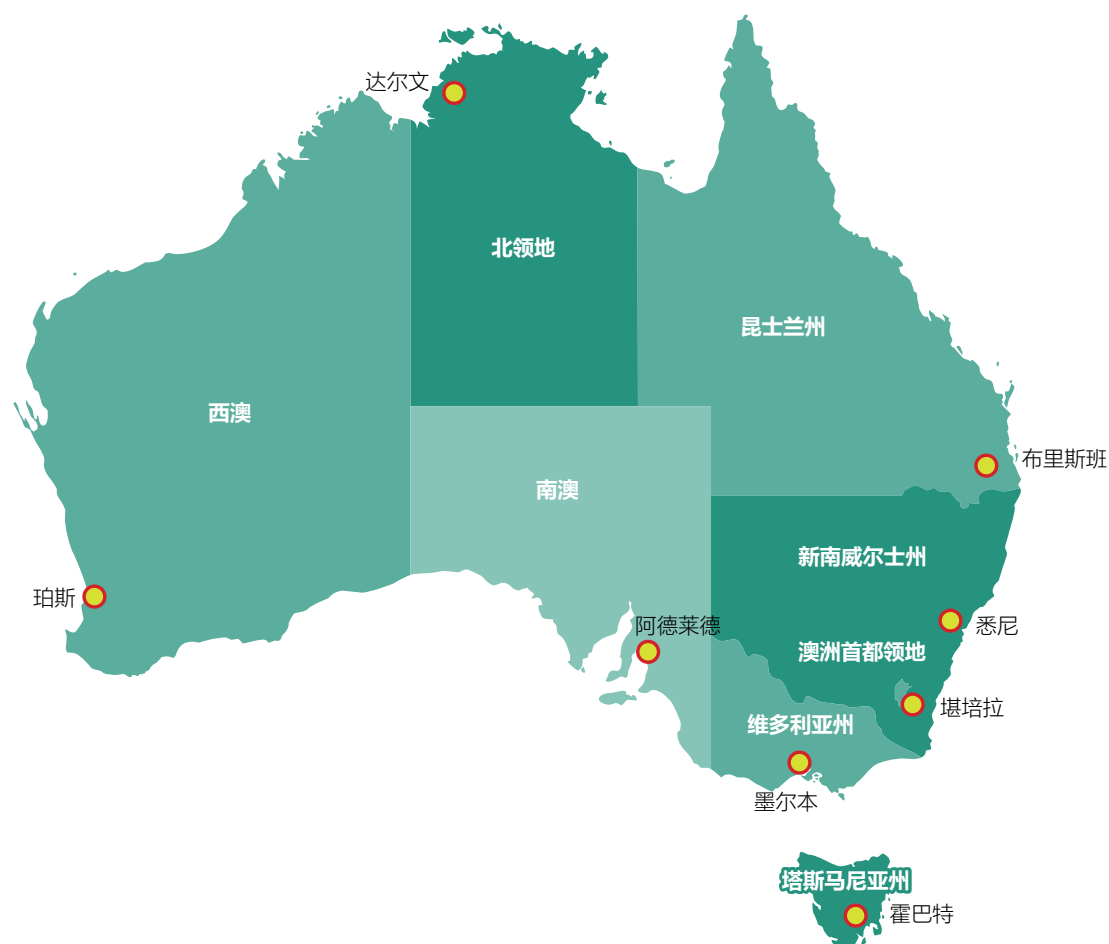 达尔文
北领地
昆士兰州
西澳
布里斯班
南澳
新南威尔士州
珀斯
阿德莱德
悉尼
澳洲首都领地
堪培拉
维多利亚州
墨尔本
塔斯马尼亚州
霍巴特